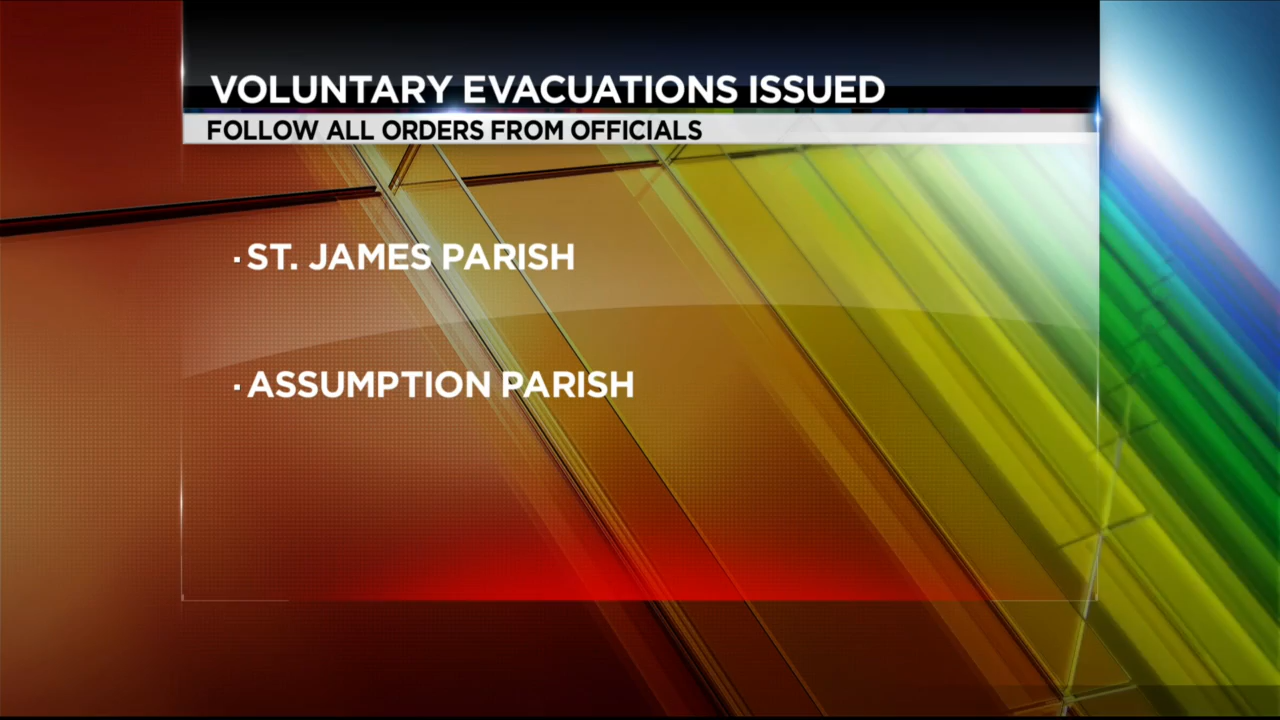 VOLUNTARY EVACUATIONS ISSUED
FOLLOW ALL ORDERS FROM OFFICIALS
· ST. JAMES PARISH
· ASSUMPTION PARISH